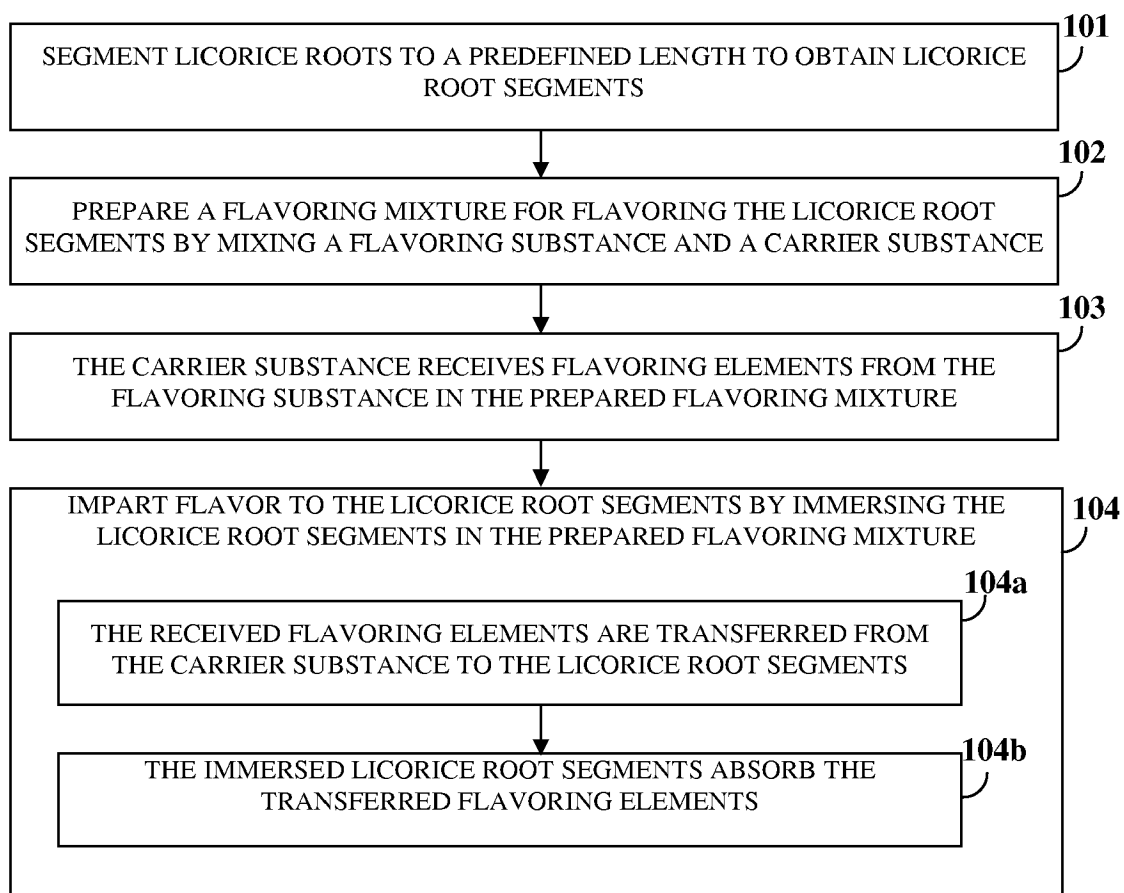 101
SEGMENT LICORICE ROOTS TO A PREDEFINED LENGTH TO OBTAIN LICORICE
ROOT SEGMENTS
102
PREPARE A FLAVORING MIXTURE FOR FLAVORING THE LICORICE ROOT
SEGMENTS BY MIXING A FLAVORING SUBSTANCE AND A CARRIER SUBSTANCE
103
THE CARRIER SUBSTANCE RECEIVES FLAVORING ELEMENTS FROM THE
FLAVORING SUBSTANCE IN THE PREPARED FLAVORING MIXTURE
104
IMPART FLAVOR TO THE LICORICE ROOT SEGMENTS BY IMMERSING THE
LICORICE ROOT SEGMENTS IN THE PREPARED FLAVORING MIXTURE
104a
THE RECEIVED FLAVORING ELEMENTS ARE TRANSFERRED FROM
THE CARRIER SUBSTANCE TO THE LICORICE ROOT SEGMENTS
104b
THE IMMERSED LICORICE ROOT SEGMENTS ABSORB THE
TRANSFERRED FLAVORING ELEMENTS